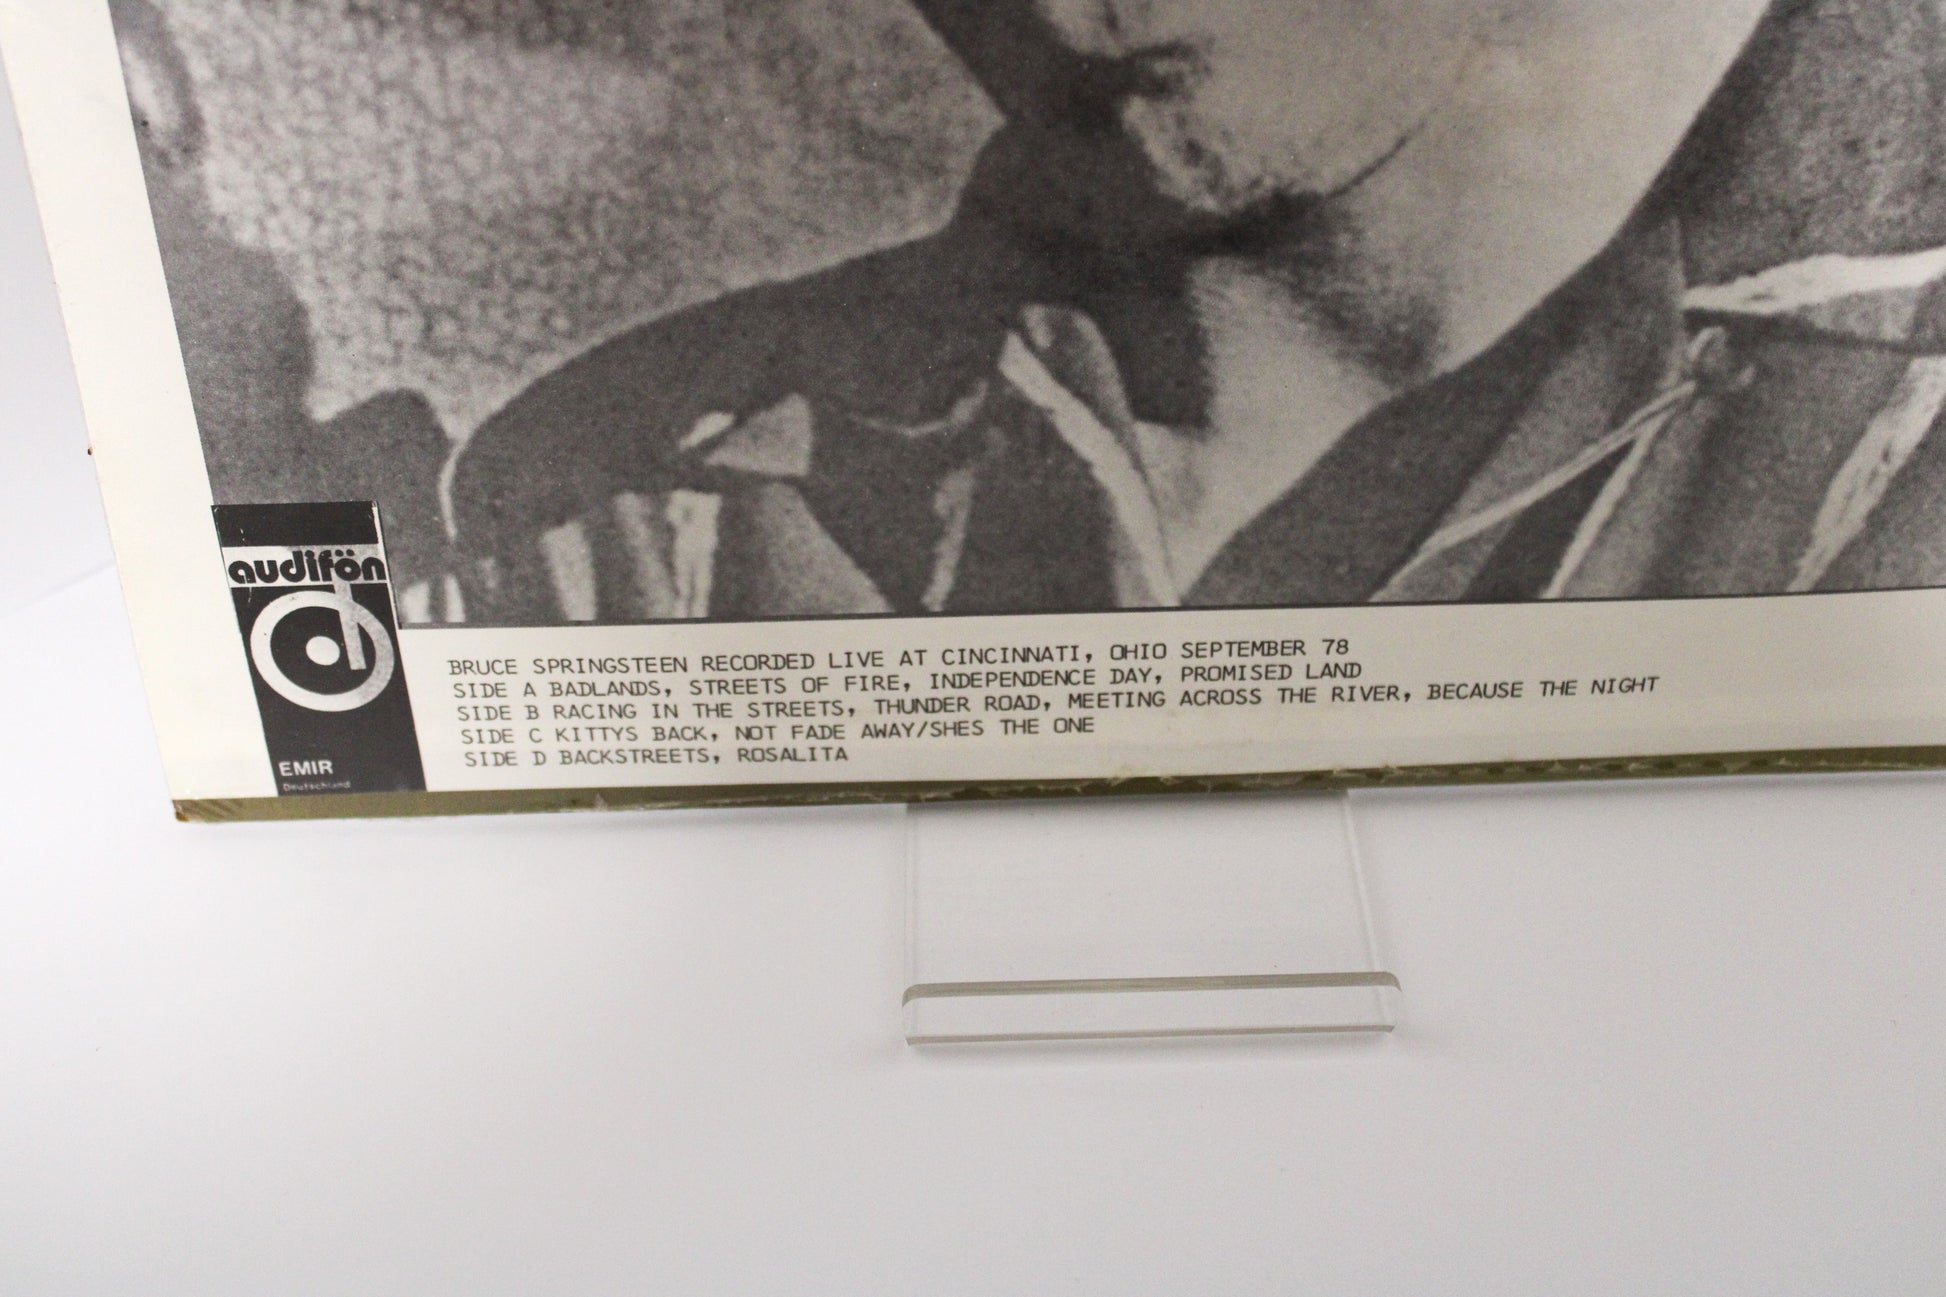 audifön
EMIR
Deutschland
BRUCE SPRINGSTEEN RECORDED LIVE AT CINCINNATI, OHIO SEPTEMBER 78
SIDE A BADLANDS, STREETS OF FIRE, INDEPENDENCE DAY, PROMISED LAND
SIDE B RACING IN THE STREETS, THUNDER ROAD, MEETING ACROSS THE RIVER, BECAUSE THE NIGHT
SIDE C KITTYS BACK, NOT FADE AWAY/SHES THE ONE
SIDE D BACKSTREETS, ROSALITA